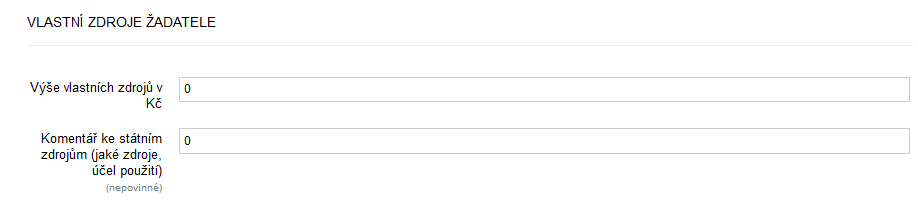 VLASTNÍ ZDROJE ŽADATELE
Výše vlastních zdrojů v
Kč
0
Komentář ke státním
zdrojům (jaké zdroje,
účel použití)
(nepovinné)
0